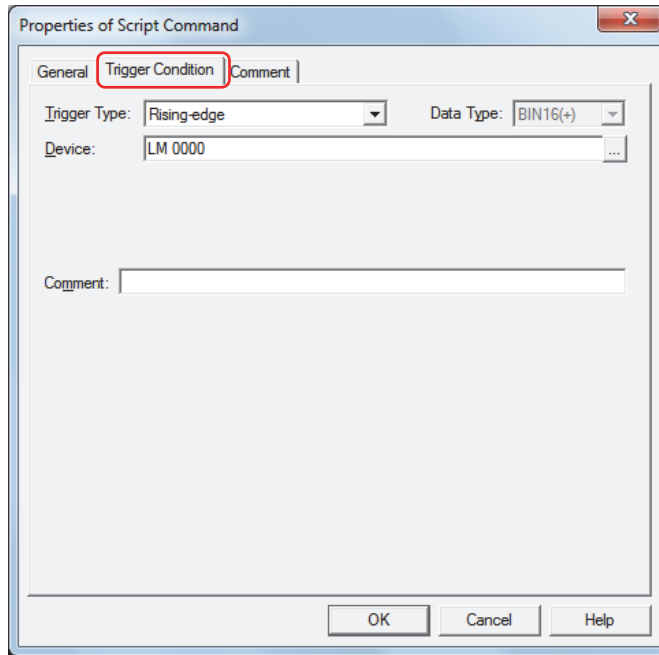 Properties of Script Command
General Trigger Condition Comment
Trigger Type: Rising-edge Data Type: BIN16(+)
Device: LM 0000 ...
Comment:
OK Cancel Help